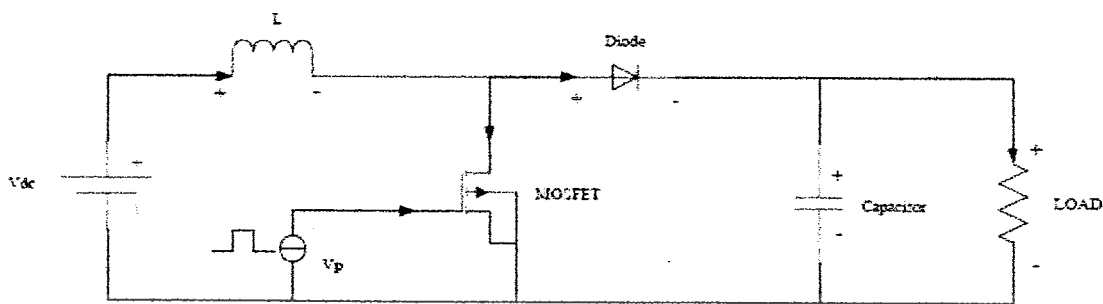 L
Diode
+
-
+
-
+
Vdc
MOSFET
+
Capacitor
-
+
LOAD
-
Vp